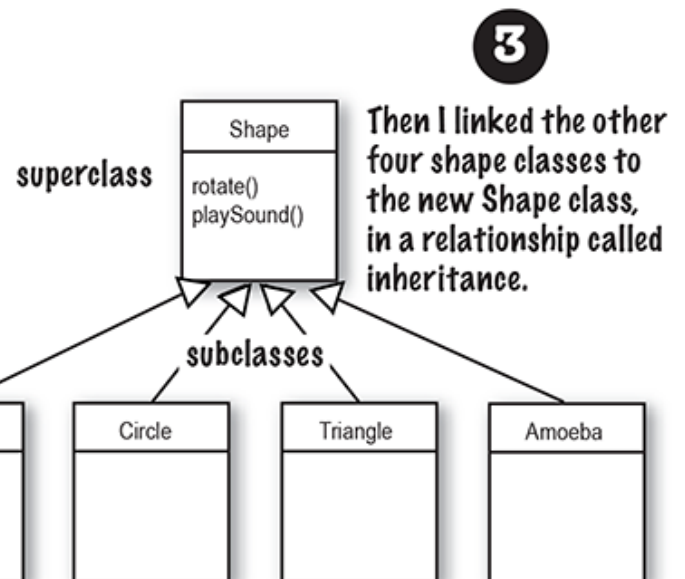 3
Then I linked the other
four shape classes to
the new Shape class,
in a relationship called
inheritance.
superclass
Shape
rotate()
playSound()
subclasses
Circle
Triangle
Amoeba